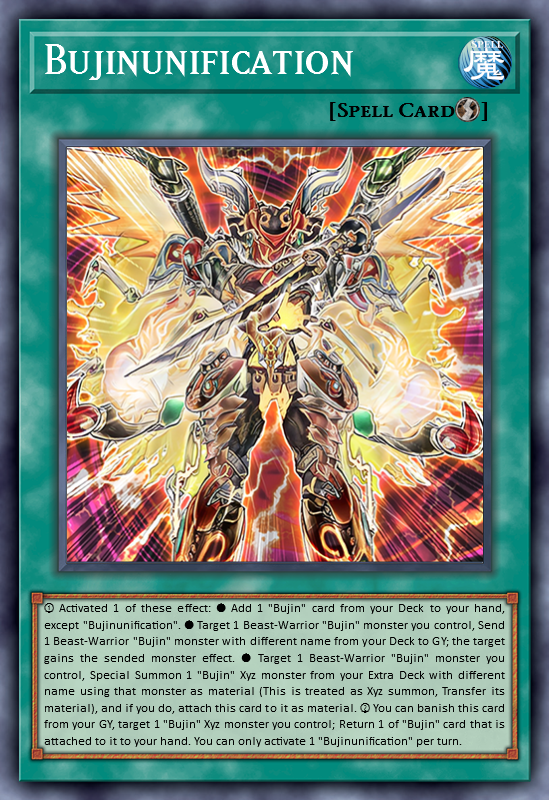 Bujinunification
SPELL
魔
[Spell Card]
① Activated 1 of these effect: ● Add 1 "Bujin" card from your Deck to your hand,
except "Bujinunification". ● Target 1 Beast-Warrior "Bujin" monster you control, Send
1 Beast-Warrior "Bujin" monster with different name from your Deck to GY; the target
gains the sended monster effect. ● Target 1 Beast-Warrior "Bujin" monster you
control, Special Summon 1 "Bujin" Xyz monster from your Extra Deck with different
name using that monster as material (This is treated as Xyz summon, Transfer its
material), and if you do, attach this card to it as material. ② You can banish this card
from your GY, target 1 "Bujin" Xyz monster you control; Return 1 of "Bujin" card that is
attached to it to your hand. You can only activate 1 "Bujinunification" per turn.